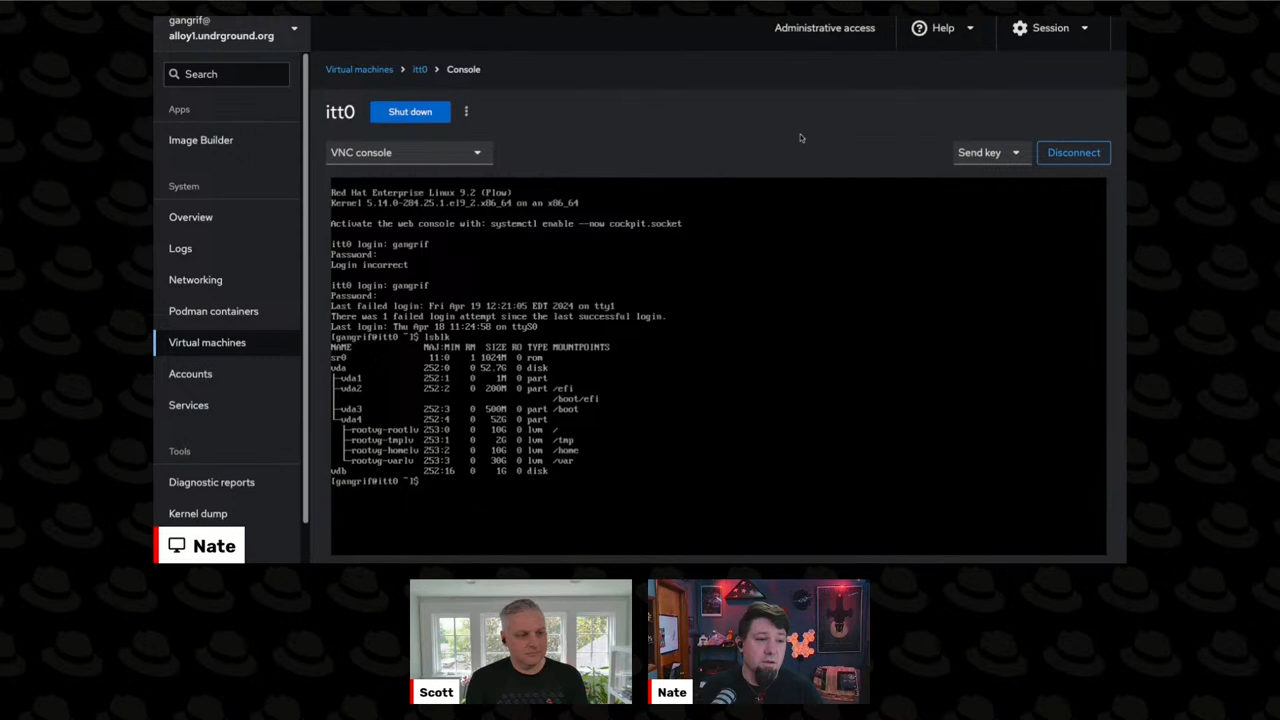 gangrif@
alloy1.undrground.org
Administrative access
Help
Session
Search
Virtual machines > itt0 > Console
Apps
itt0
Shut down
Image Builder
VNC console
Send key
Disconnect
System
Overview
Logs
Networking
Podman containers
Virtual machines
Accounts
Services
Tools
Diagnostic reports
Kernel dump
Red Hat Enterprise Linux 9.2 (Plow)
Kernel 5.14.0-284.25.1.el9_2.x86_64 on an x86_64
Activate the web console with: systemctl enable --now cockpit.socket
itt0 login: gangrif
Password:
Login incorrect
itt0 login: gangrif
Password:
Last failed login: Fri Apr 19 12:21:05 EDT 2024 on tty1
There was 1 failed login attempt since the last successful login.
Last login: Thu Apr 18 11:24:58 on ttyS0
[gangrif@itt0 ~]$ lsblk
NAME MAJ:MIN RM SIZE RO TYPE MOUNTPOINTS
sr0 11:0 1 1024M 0 rom
vda 252:0 0 52.7G 0 disk
├─vda1 252:1 0 1M 0 part
├─vda2 252:2 0 200M 0 part /efi
│ /boot/efi
├─vda3 252:3 0 500M 0 part /boot
└─vda4 252:4 0 52G 0 part
├─rootvg-rootlv 253:0 0 10G 0 lvm /
├─rootvg-tmplv 253:1 0 2G 0 lvm /tmp
├─rootvg-homelv 253:2 0 10G 0 lvm /home
└─rootvg-varlv 253:3 0 30G 0 lvm /var
vdb 252:16 0 1G 0 disk
[gangrif@itt0 ~]$
Nate
Scott
Nate